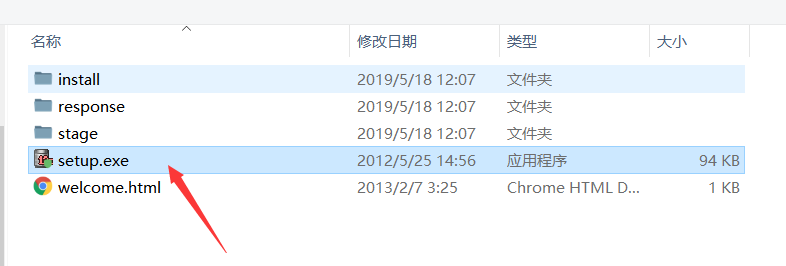 名称 修改日期 类型 大小
install 2019/5/18 12:07 文件夹
response 2019/5/18 12:07 文件夹
stage 2019/5/18 12:07 文件夹
setup.exe 2012/5/25 14:56 应用程序 94 KB
welcome.html 2013/2/7 3:25 Chrome HTML D... 1 KB